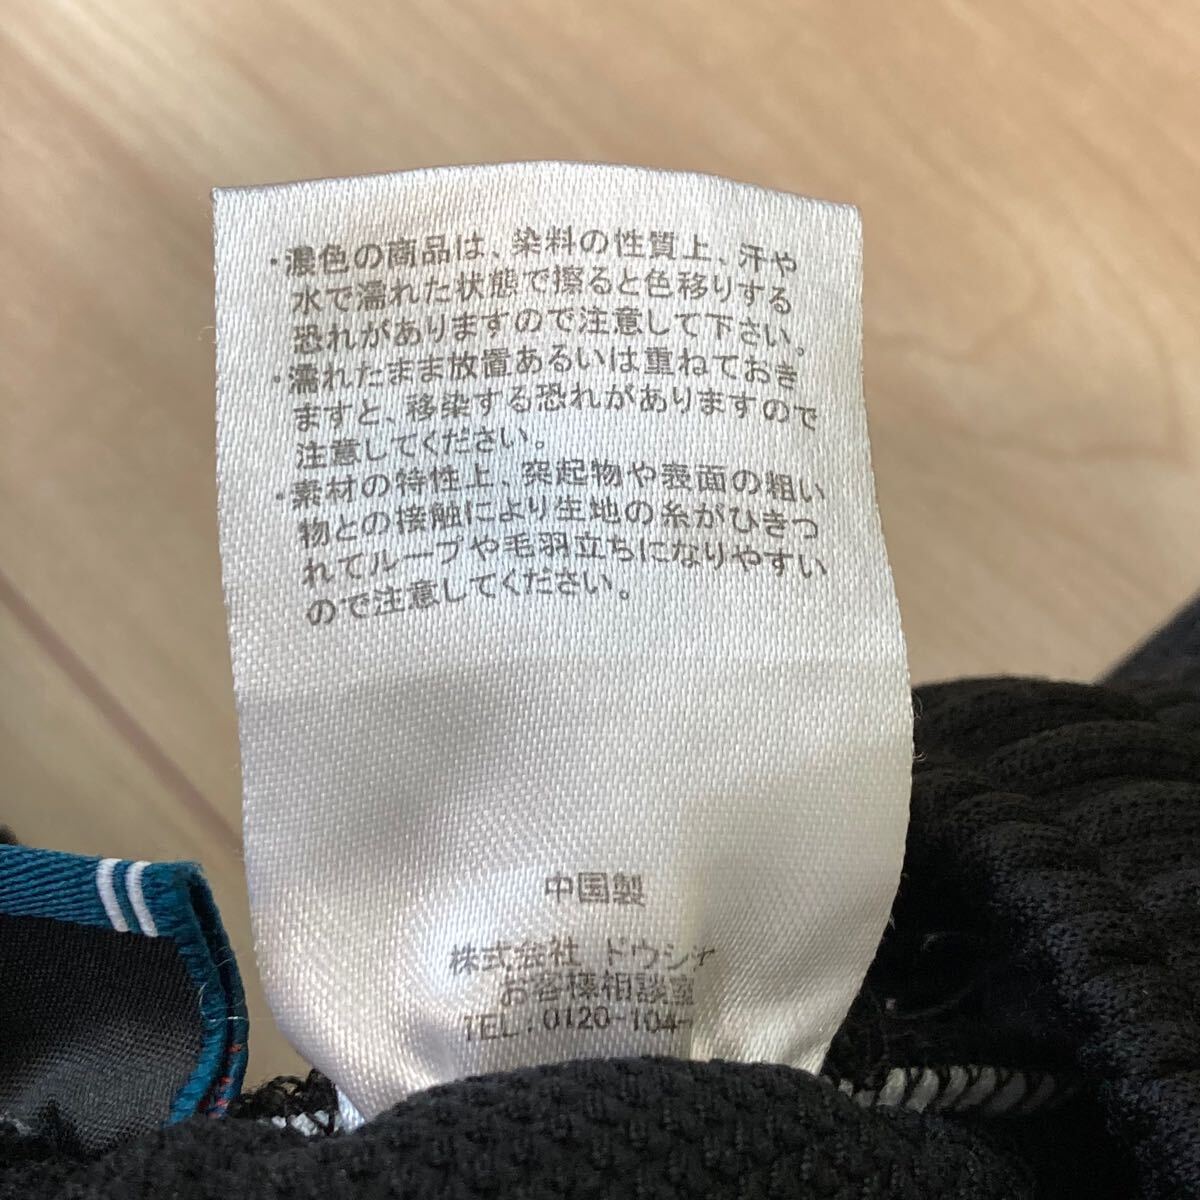 ・濃色の商品は、染料の性質上、汗や
水で濡れた状態で擦ると色移りする
恐れがありますので注意して下さい。
・濡れたまま放置あるいは重ねておき
ますと、移染する恐れがありますので
注意してください。
・素材の特性上、突起物や表面の粗い
物との接触により生地の糸がひきつ
れてループや毛羽立ちになりやすい
ので注意してください。
中国製
株式会社 ドウシシャ
お客様相談室
TEL:0120-104-